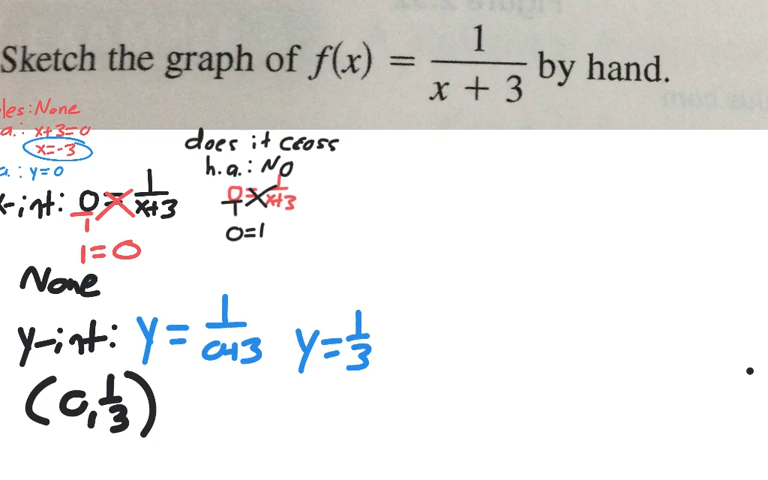 Sketch the graph of f(x) = 1/(x + 3) by hand.
les: None
a.: x+3=0
x=-3
a.: y=0
x-int: 0/1 = 1/(x+3)
1=0
None
does it cross
h.a.: NO
0/1 = 1/(x+3)
0=1
y-int: y = 1/(0+3) y = 1/3
(0, 1/3)